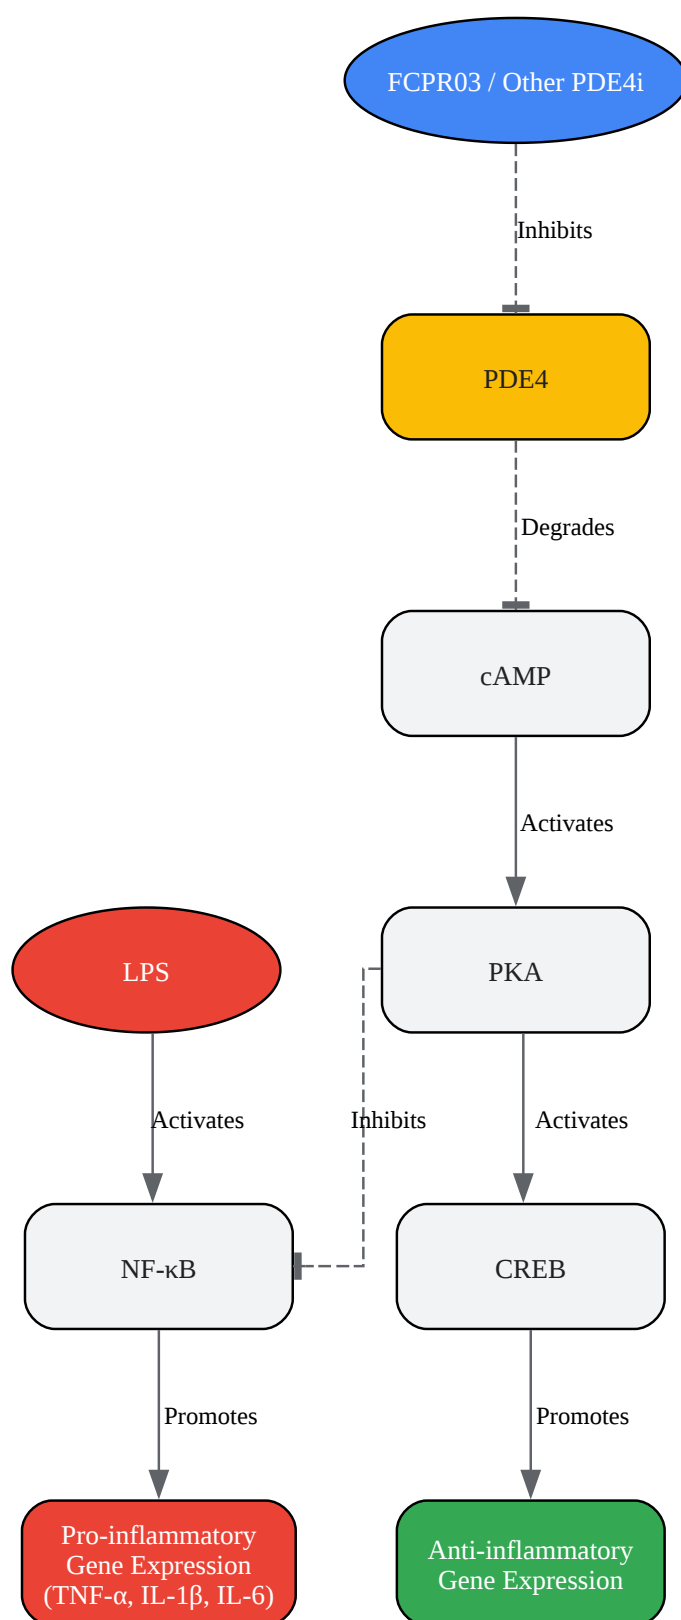 FCPR03 / Other PDE4i
Inhibits
PDE4
Degrades
cAMP
Activates
LPS
PKA
Activates
Inhibits
Activates
NF-κB
CREB
Promotes
Promotes
Pro-inflammatory
Gene Expression
(TNF-α, IL-1β, IL-6)
Anti-inflammatory
Gene Expression